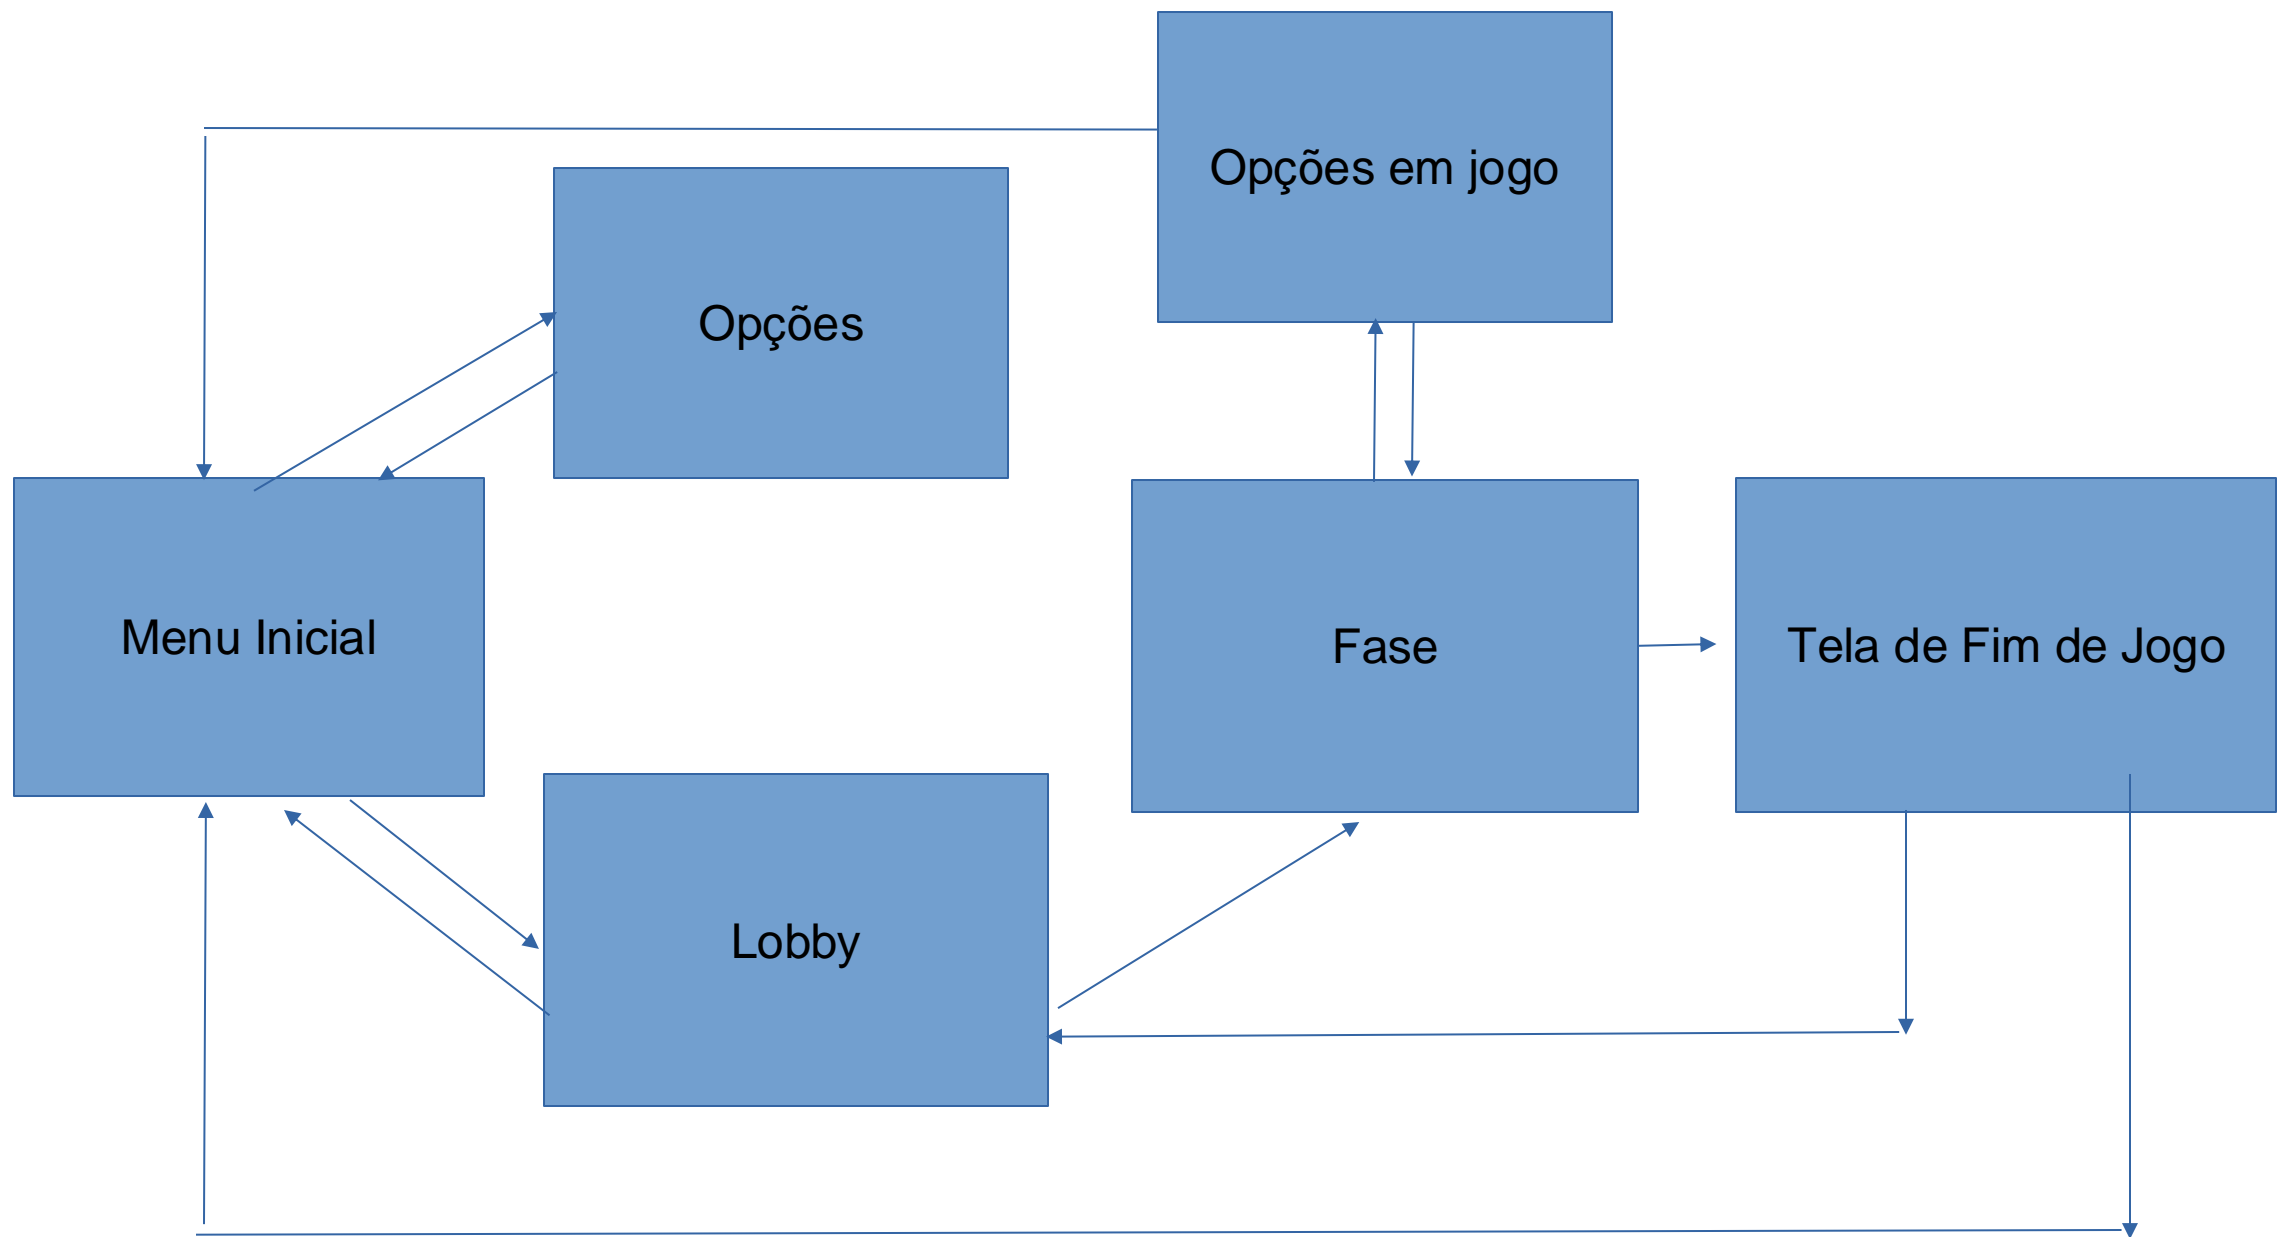 Opções em jogo
Opções
Menu Inicial
Fase
Tela de Fim de Jogo
Lobby